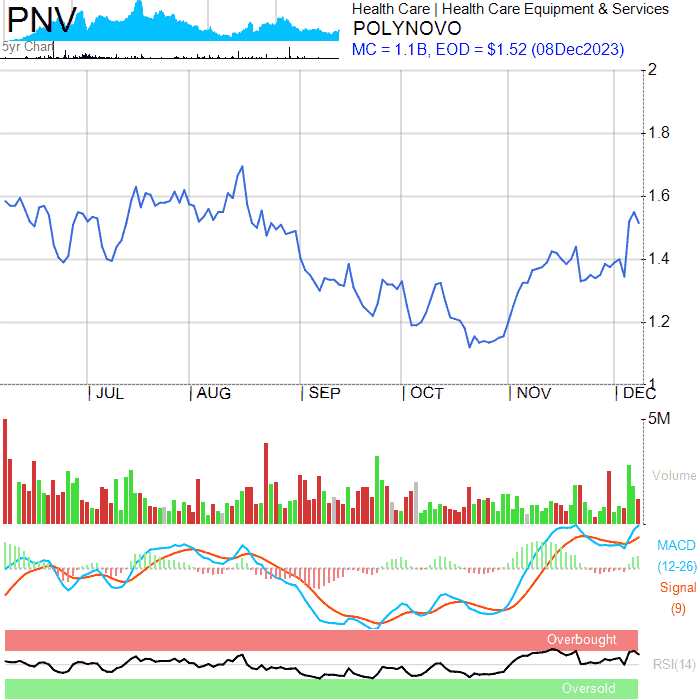 PNV
5yr Chart
Health Care | Health Care Equipment & Services
POLYNOVO
MC = 1.1B, EOD = $1.52 (08Dec2023)
2
1.8
1.6
1.4
1.2
1
JUL AUG SEP OCT NOV DEC
5M
Volume
MACD
(12-26)
Signal
(9)
Overbought
RSI(14)
Oversold